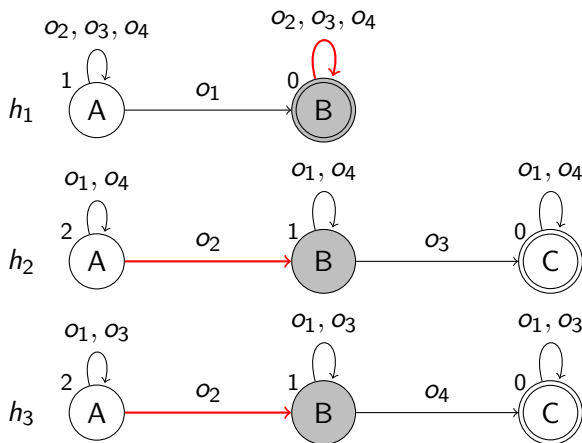 o₂, o₃, o₄ o₂, o₃, o₄
1 0
h₁ A o₁ B
o₁, o₄ o₁, o₄ o₁, o₄
2 1 0
h₂ A o₂ B o₃ C
o₁, o₃ o₁, o₃ o₁, o₃
2 1 0
h₃ A o₂ B o₄ C